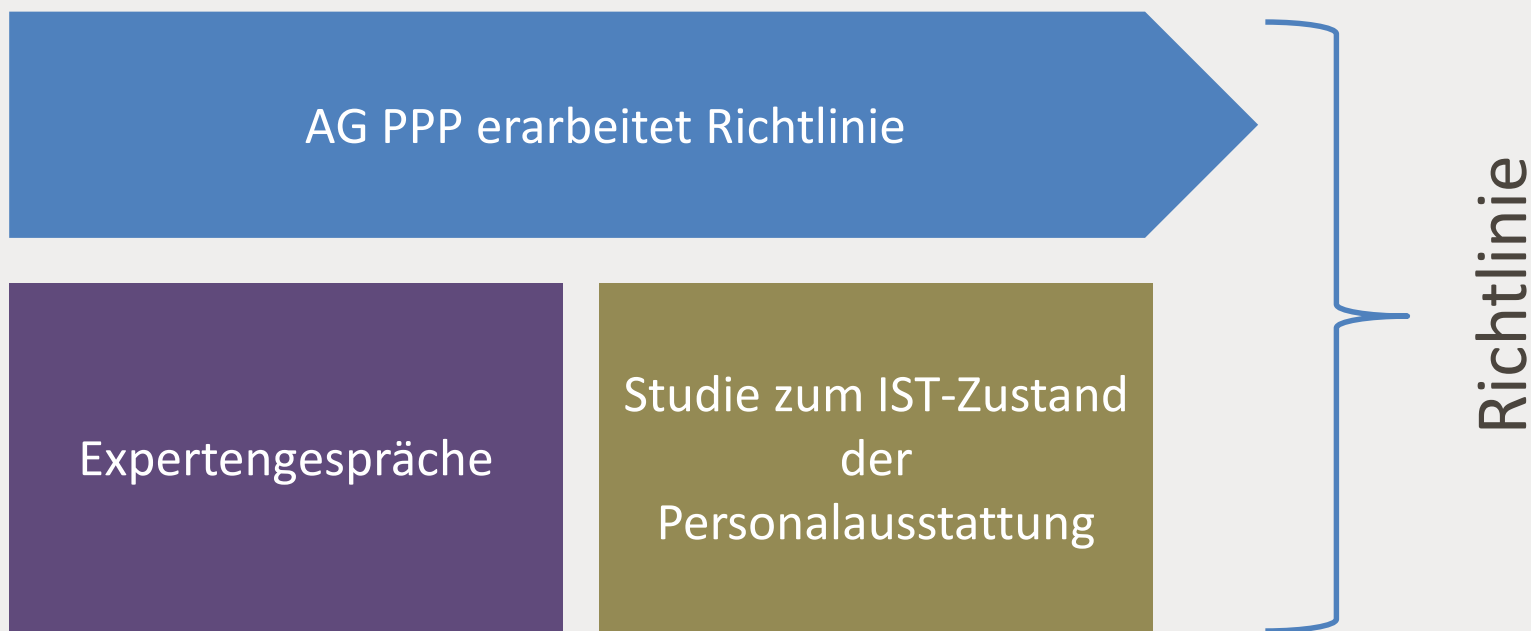 AG PPP erarbeitet Richtlinie
Expertengespräche
Studie zum IST-Zustand
der
Personalausstattung
Richtlinie